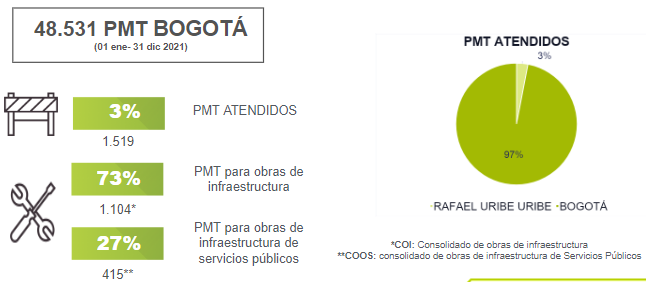 48.531 PMT BOGOTÁ
(01 ene- 31 dic 2021)
3%
PMT ATENDIDOS
1.519
73%
PMT para obras de
infraestructura
1.104*
27%
PMT para obras de
infraestructura de
servicios públicos
415**
PMT ATENDIDOS
3%
97%
RAFAEL URIBE URIBE BOGOTÁ
*COI: Consolidado de obras de infraestructura
**COOS: consolidado de obras de infraestructura de Servicios Públicos